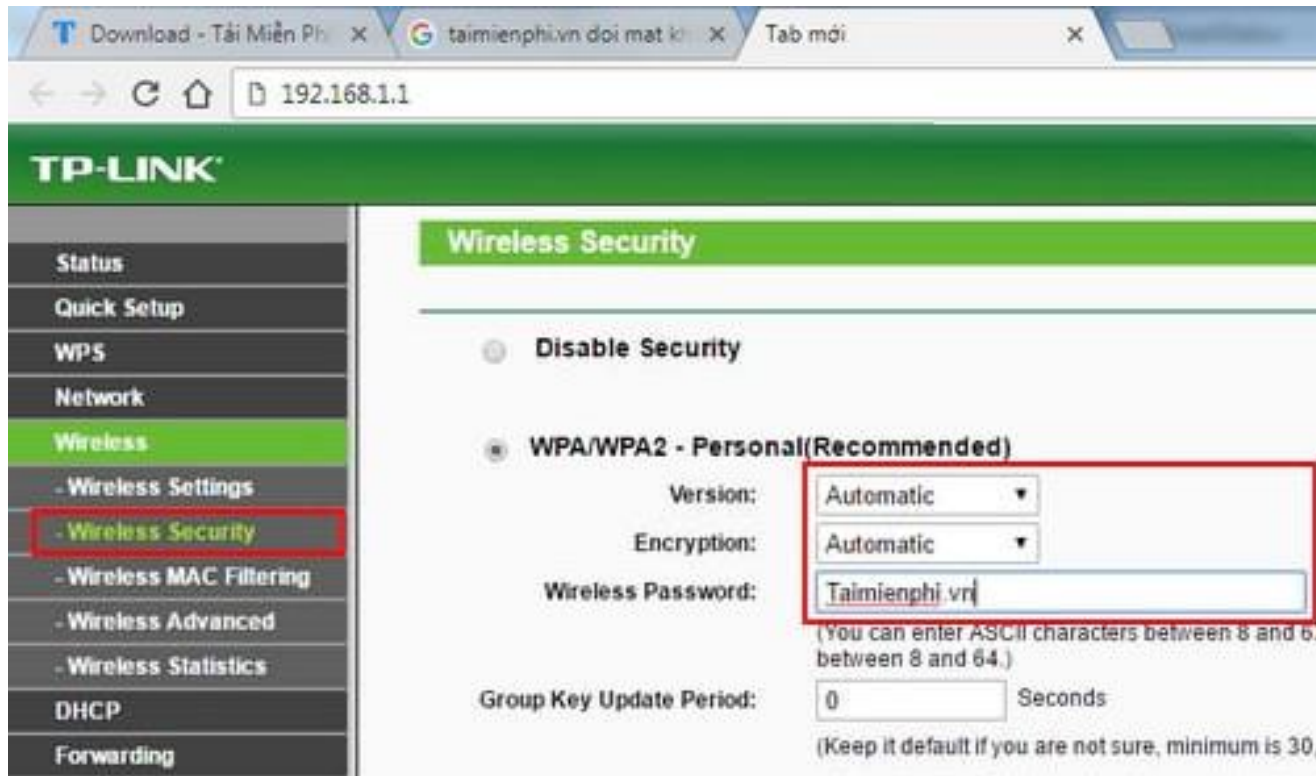 T Download - Tải Miễn Ph
taimienphi.vn doi mat kh
Tab mới
192.168.1.1
TP-LINK
Status
Quick Setup
WPS
Network
Wireless
- Wireless Settings
- Wireless Security
- Wireless MAC Filtering
- Wireless Advanced
- Wireless Statistics
DHCP
Forwarding
Wireless Security
Disable Security
WPA/WPA2 - Personal(Recommended)
Version: Automatic
Encryption: Automatic
Wireless Password: Taimienphi.vn
(You can enter ASCII characters between 8 and 6
between 8 and 64.)
Group Key Update Period: 0 Seconds
(Keep it default if you are not sure, minimum is 30,